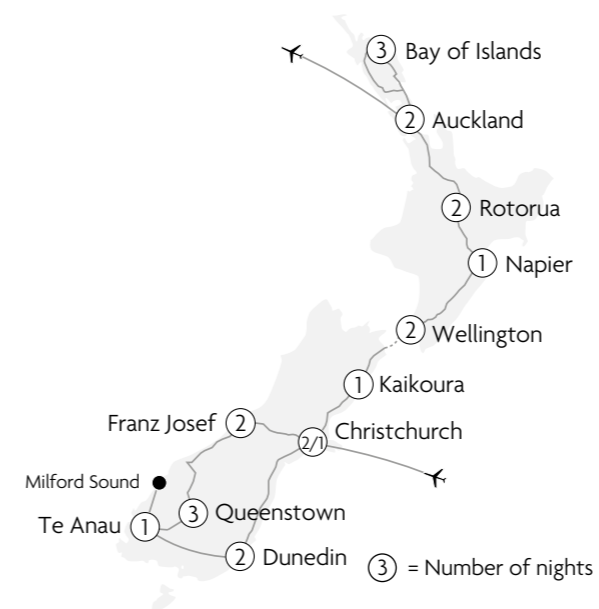 3 Bay of Islands
2 Auckland
2 Rotorua
1 Napier
2 Wellington
1 Kaikoura
Franz Josef 2
2/1 Christchurch
Milford Sound
3 Queenstown
Te Anau 1
2 Dunedin
3 = Number of nights